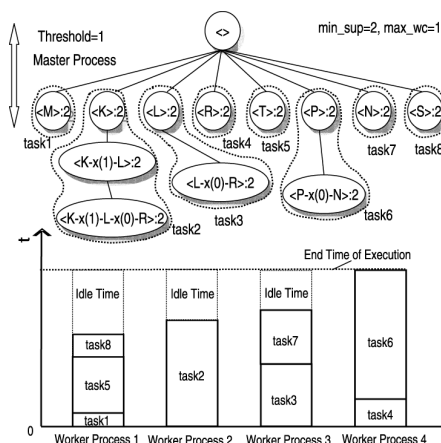 <>
min_sup=2, max_wc=1
Threshold=1
Master Process
<M>:2 <K>:2 <L>:2 <R>:2 <T>:2 <P>:2 <N>:2 <S>:2
task1 task4 task5 task7 task8
<K-x(1)-L>:2
<L-x(0)-R>:2 <P-x(0)-N>:2
<K-x(1)-L-x(0)-R>:2 task2 task3 task6
t
End Time of Execution
Idle Time Idle Time Idle Time
task8 task7 task6
task5 task2 task3
task1 task4
0
Worker Process 1 Worker Process 2 Worker Process 3 Worker Process 4